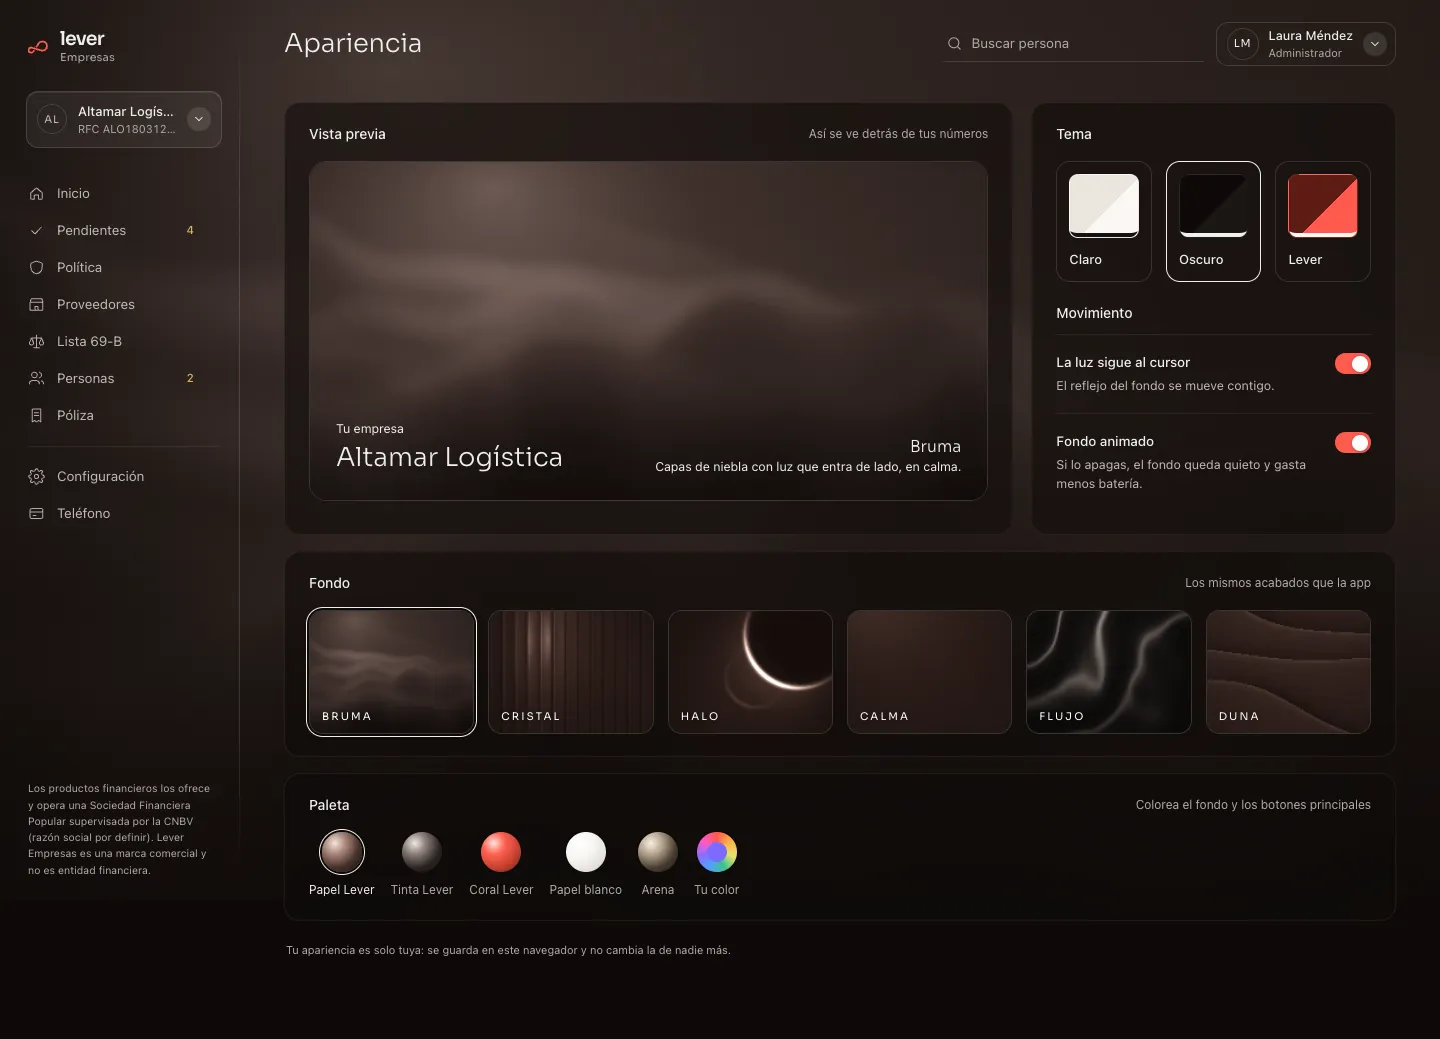 lever
Empresas
AL
Altamar Logís...
RFC ALO180312...
Inicio
Pendientes 4
Política
Proveedores
Lista 69-B
Personas 2
Póliza
Configuración
Teléfono
Los productos financieros los ofrece
y opera una Sociedad Financiera
Popular supervisada por la CNBV
(razón social por definir). Lever
Empresas es una marca comercial y
no es entidad financiera.
Apariencia
Buscar persona
LM
Laura Méndez
Administrador
Vista previa
Así se ve detrás de tus números
Tu empresa
Altamar Logística
Bruma
Capas de niebla con luz que entra de lado, en calma.
Tema
Claro
Oscuro
Lever
Movimiento
La luz sigue al cursor
El reflejo del fondo se mueve contigo.
Fondo animado
Si lo apagas, el fondo queda quieto y gasta
menos batería.
Fondo
Los mismos acabados que la app
BRUMA
CRISTAL
HALO
CALMA
FLUJO
DUNA
Paleta
Colorea el fondo y los botones principales
Papel Lever
Tinta Lever
Coral Lever
Papel blanco
Arena
Tu color
Tu apariencia es solo tuya: se guarda en este navegador y no cambia la de nadie más.